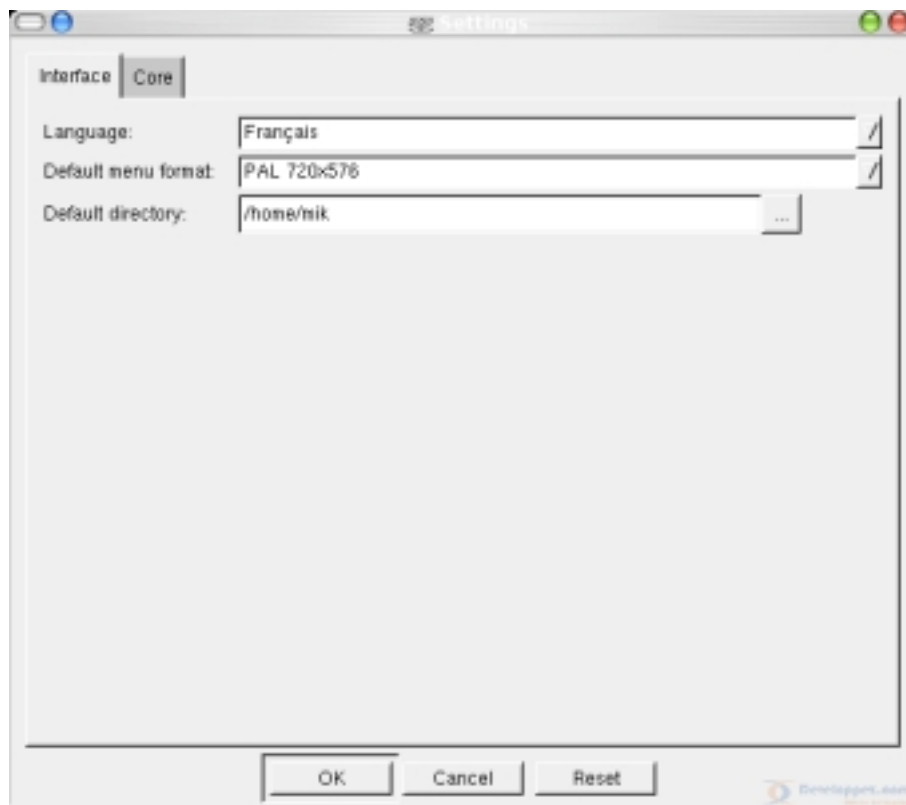 Settings
Interface
Core
Language:
Français
Default menu format:
PAL 720x576
Default directory:
/home/mik
...
OK
Cancel
Reset